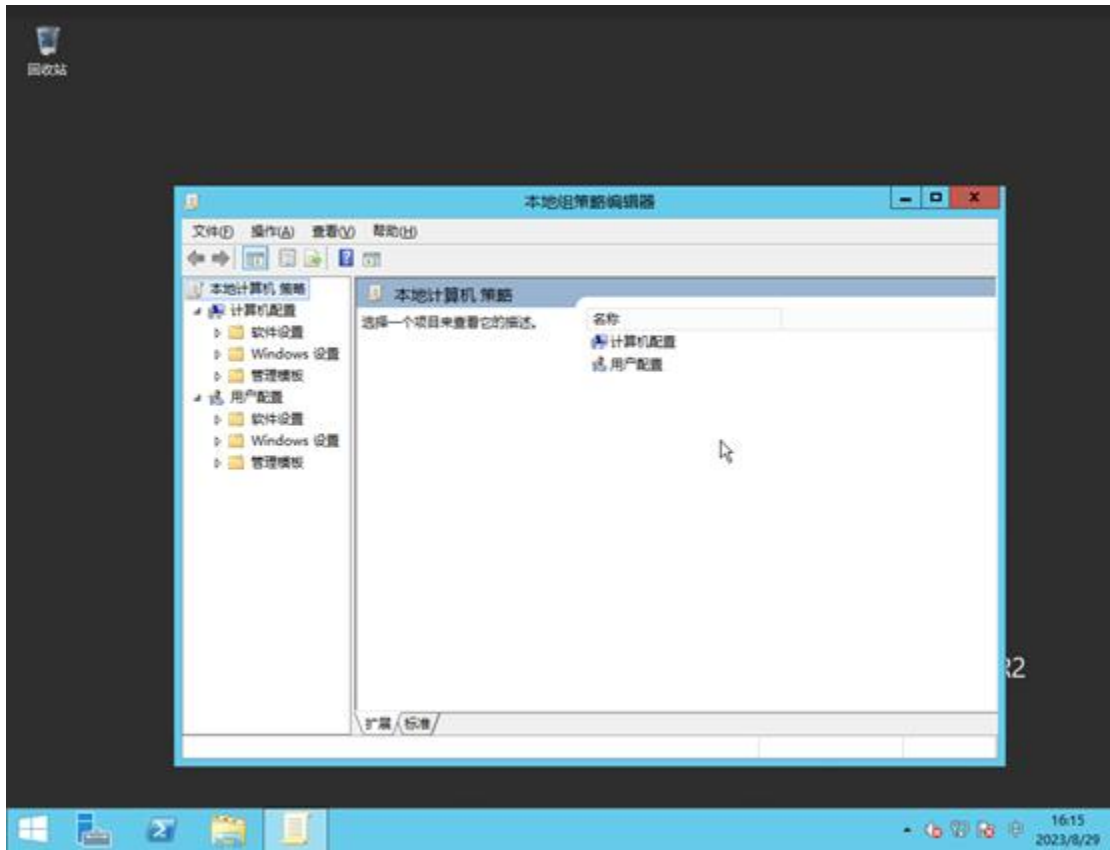 回收站
本地组策略编辑器
文件(F) 操作(A) 查看(V) 帮助(H)
本地计算机 策略
计算机配置
软件设置
Windows 设置
管理模板
用户配置
软件设置
Windows 设置
管理模板
本地计算机 策略
选择一个项目来查看它的描述。
名称
计算机配置
用户配置
扩展 标准
R2
16:15
2023/8/29